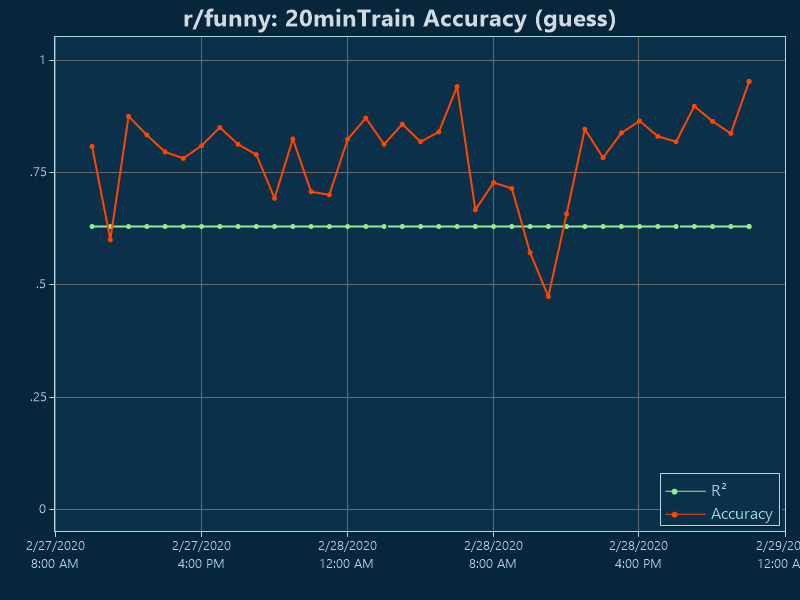 r/funny: 20minTrain Accuracy (guess)
1
.75
.5
.25
0
R²
Accuracy
2/27/2020 2/27/2020 2/28/2020 2/28/2020 2/28/2020 2/29/20
8:00 AM 4:00 PM 12:00 AM 8:00 AM 4:00 PM 12:00 A